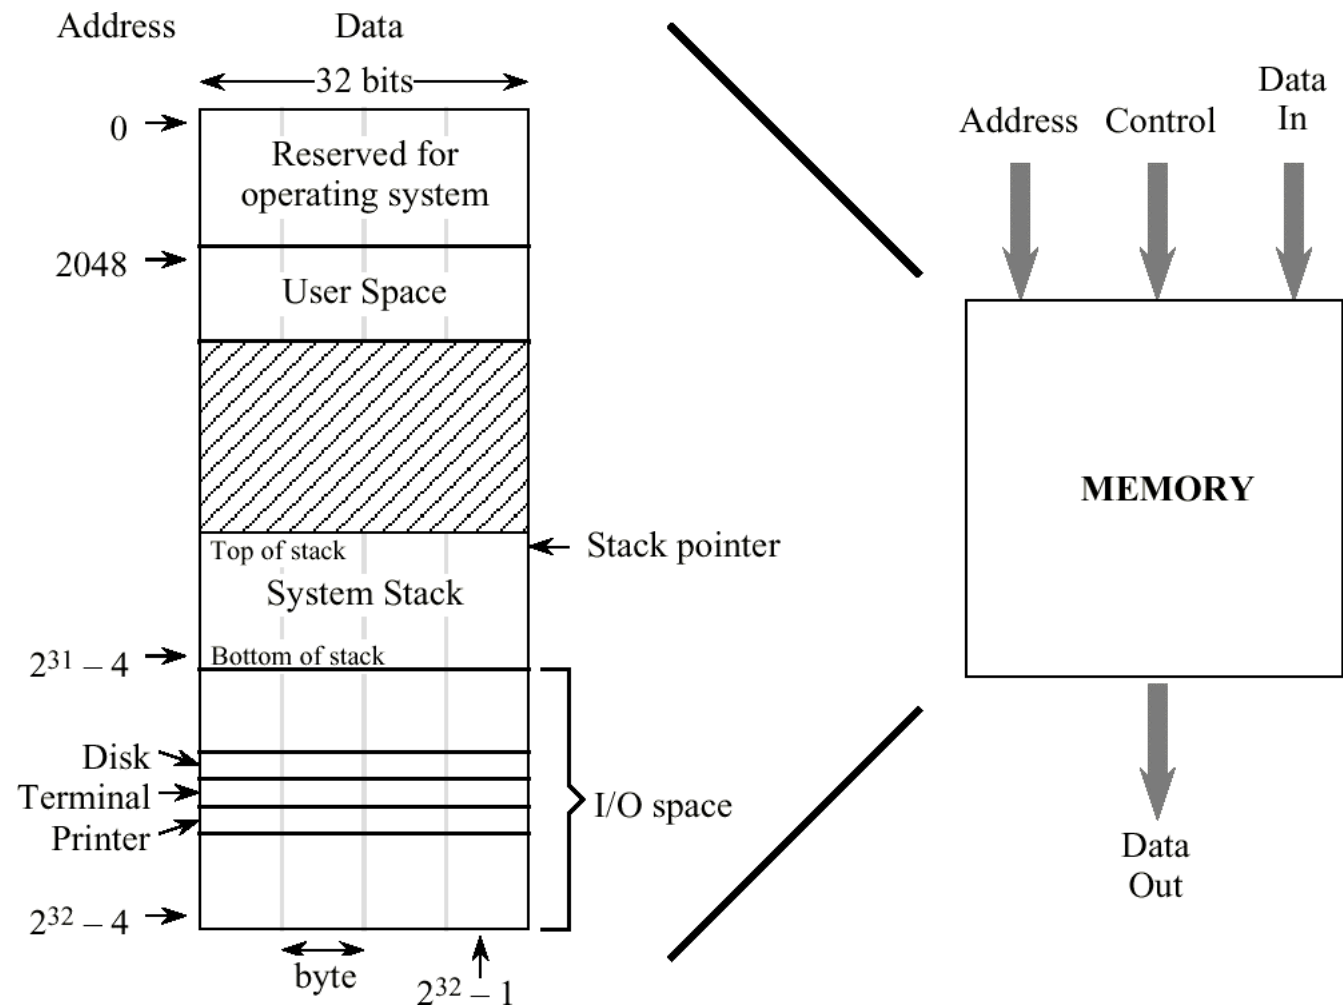 Address
Data
32 bits
0
Reserved for
operating system
2048
User Space
Top of stack
Stack pointer
System Stack
2³¹ – 4
Bottom of stack
Disk
Terminal
Printer
I/O space
2³² – 4
byte
2³² – 1
Address
Control
Data
In
MEMORY
Data
Out